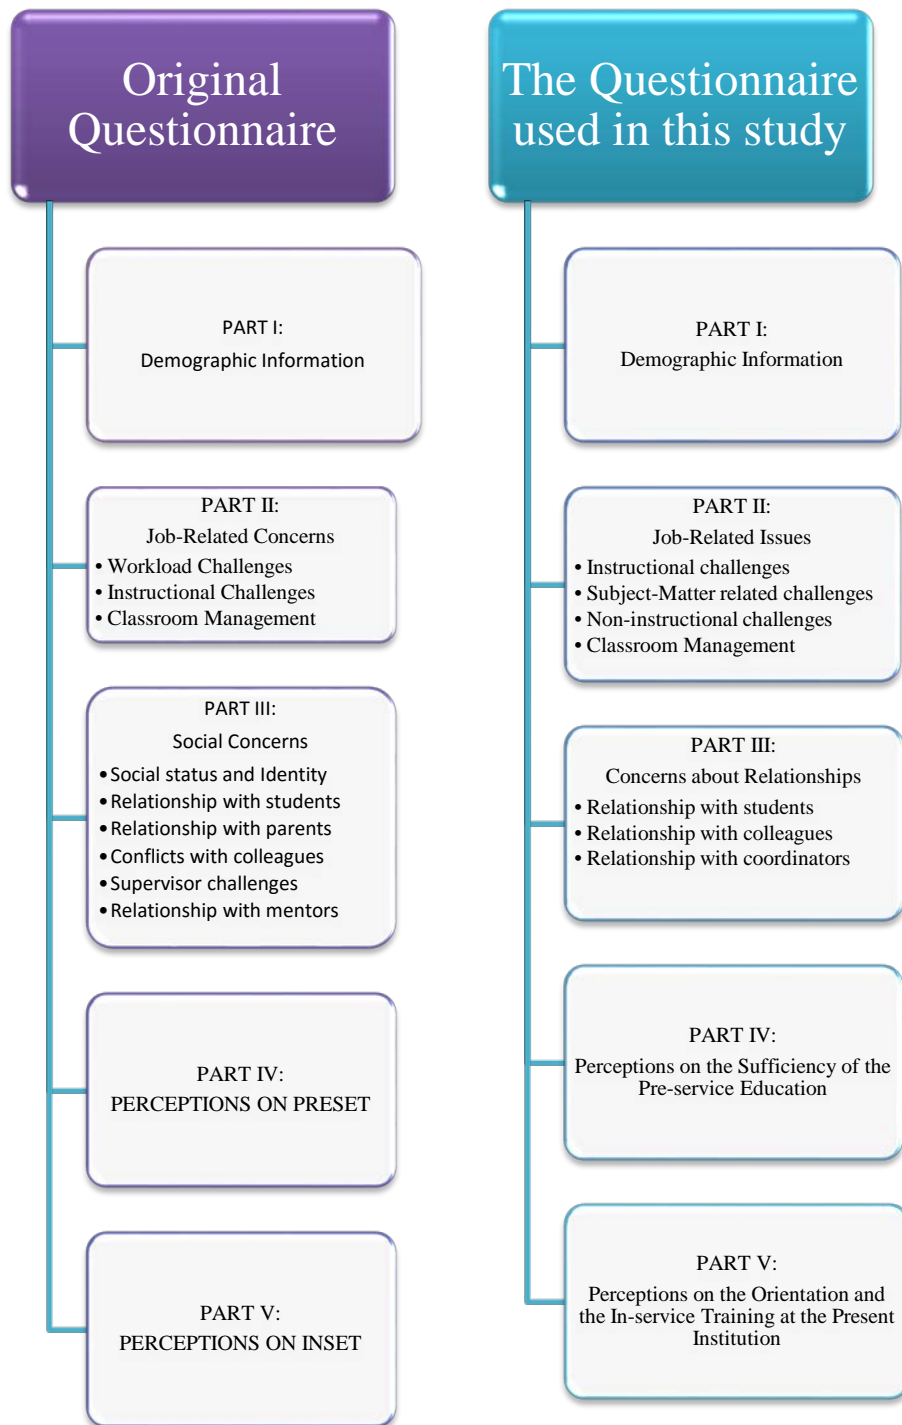 Original
Questionnaire
PART I:
Demographic Information
PART II:
Job-Related Concerns
• Workload Challenges
• Instructional Challenges
• Classroom Management
PART III:
Social Concerns
• Social status and Identity
• Relationship with students
• Relationship with parents
• Conflicts with colleagues
• Supervisor challenges
• Relationship with mentors
PART IV:
PERCEPTIONS ON PRESET
PART V:
PERCEPTIONS ON INSET
The Questionnaire
used in this study
PART I:
Demographic Information
PART II:
Job-Related Issues
• Instructional challenges
• Subject-Matter related challenges
• Non-instructional challenges
• Classroom Management
PART III:
Concerns about Relationships
• Relationship with students
• Relationship with colleagues
• Relationship with coordinators
PART IV:
Perceptions on the Sufficiency of the
Pre-service Education
PART V:
Perceptions on the Orientation and
the In-service Training at the Present
Institution